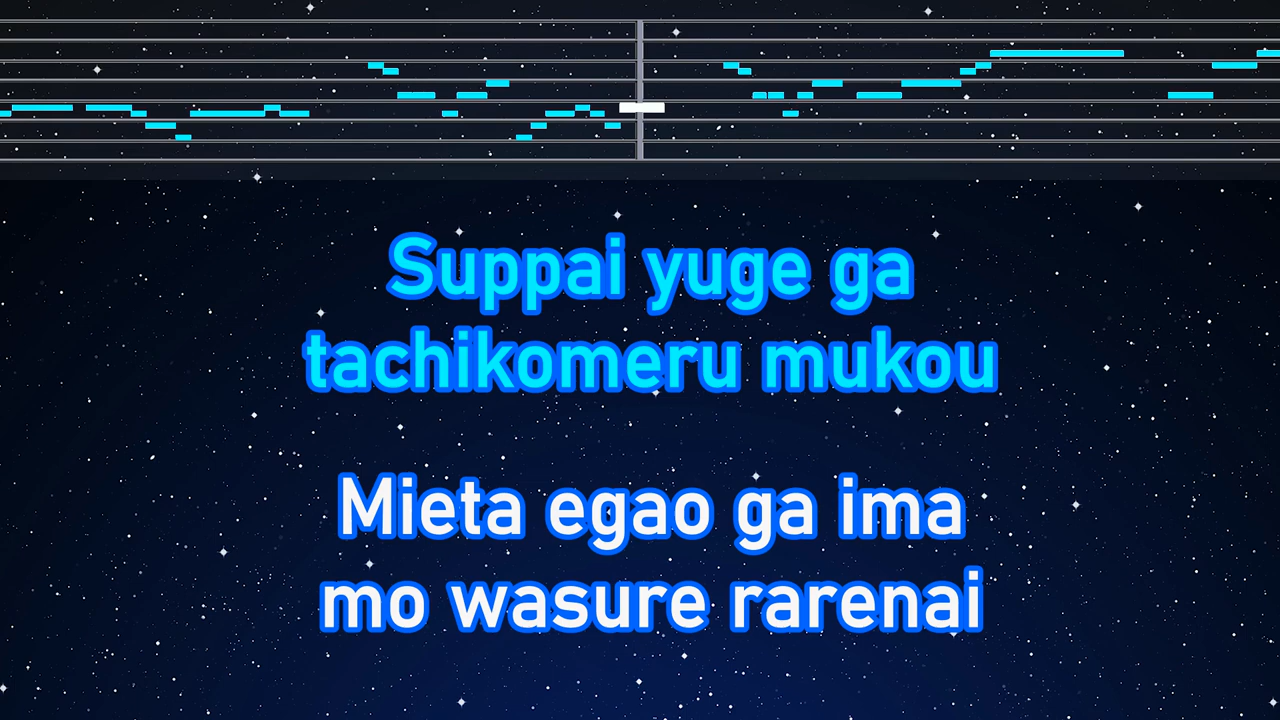 Suppai yuge ga
tachikomeru mukou
Mieta egao ga ima
mo wasure rarenai